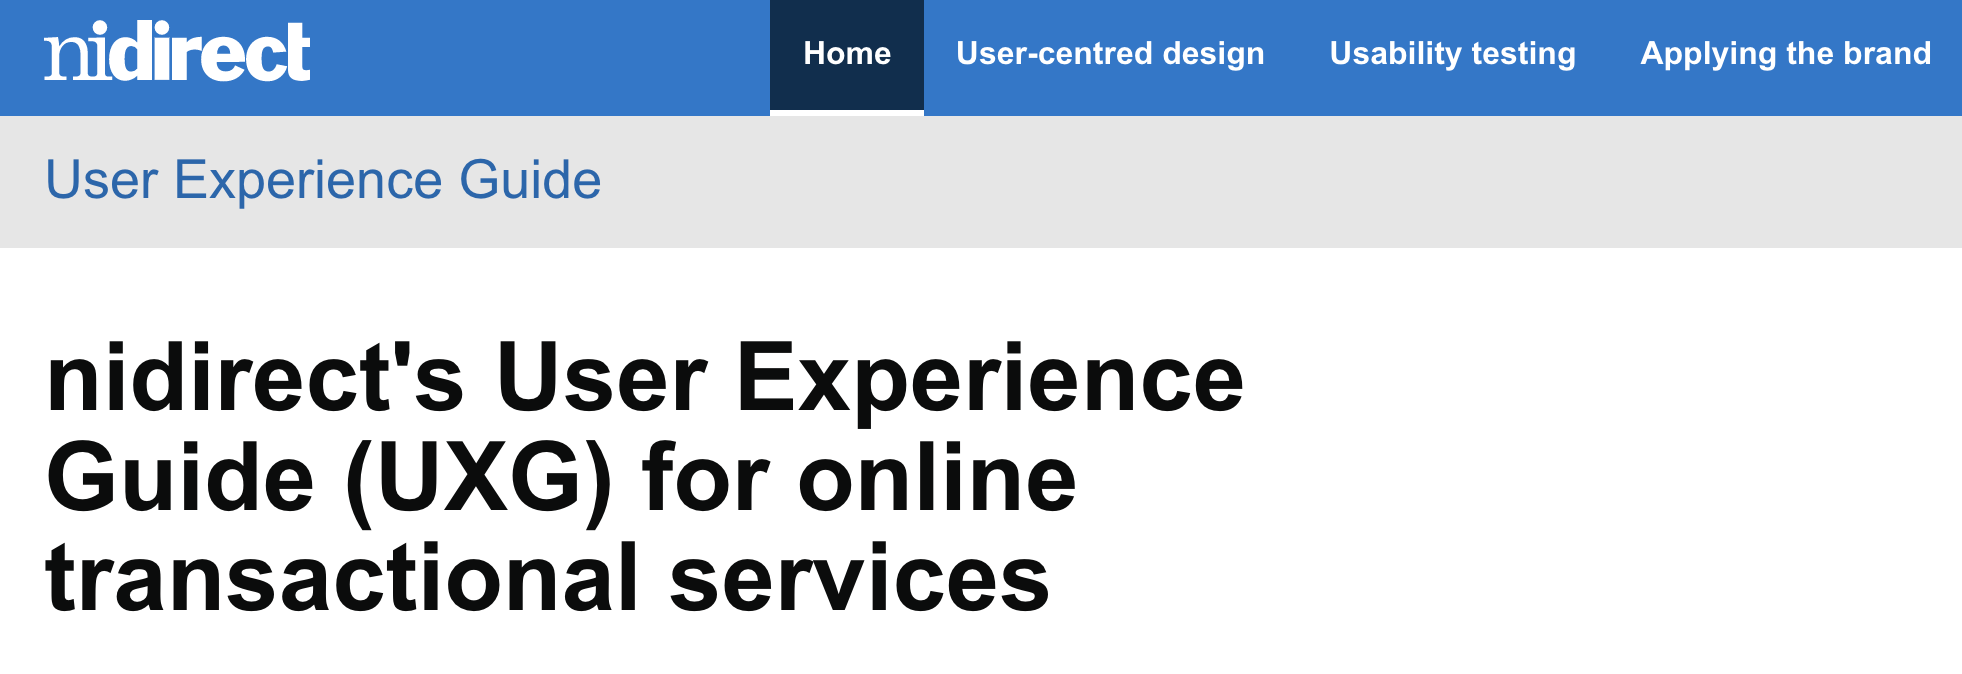 nidirect
Home User-centred design Usability testing Applying the brand
User Experience Guide
nidirect's User Experience
Guide (UXG) for online
transactional services